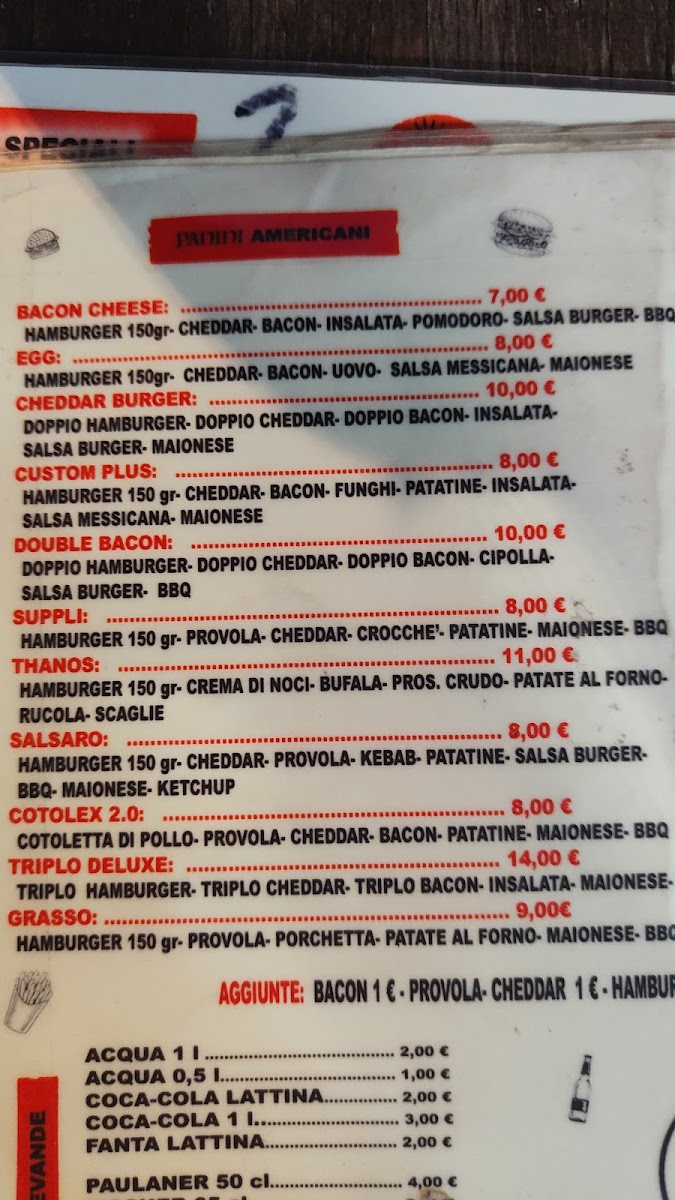 SPECIALI
PANINI AMERICANI
BACON CHEESE: 7,00 €
HAMBURGER 150gr- CHEDDAR- BACON- INSALATA- POMODORO- SALSA BURGER- BBQ
EGG: 8,00 €
HAMBURGER 150gr- CHEDDAR- BACON- UOVO- SALSA MESSICANA- MAIONESE
CHEDDAR BURGER: 10,00 €
DOPPIO HAMBURGER- DOPPIO CHEDDAR- DOPPIO BACON- INSALATA-
SALSA BURGER- MAIONESE
CUSTOM PLUS: 8,00 €
HAMBURGER 150 gr- CHEDDAR- BACON- FUNGHI- PATATINE- INSALATA-
SALSA MESSICANA- MAIONESE
DOUBLE BACON: 10,00 €
DOPPIO HAMBURGER- DOPPIO CHEDDAR- DOPPIO BACON- CIPOLLA-
SALSA BURGER- BBQ
SUPPLI: 8,00 €
HAMBURGER 150 gr- PROVOLA- CHEDDAR- CROCCHE'- PATATINE- MAIONESE- BBQ
THANOS: 11,00 €
HAMBURGER 150 gr- CREMA DI NOCI- BUFALA- PROS. CRUDO- PATATE AL FORNO-
RUCOLA- SCAGLIE
SALSARO: 8,00 €
HAMBURGER 150 gr- CHEDDAR- PROVOLA- KEBAB- PATATINE- SALSA BURGER-
BBQ- MAIONESE- KETCHUP
COTOLEX 2.0: 8,00 €
COTOLETTA DI POLLO- PROVOLA- CHEDDAR- BACON- PATATINE- MAIONESE- BBQ
TRIPLO DELUXE: 14,00 €
TRIPLO HAMBURGER- TRIPLO CHEDDAR- TRIPLO BACON- INSALATA- MAIONESE-
GRASSO: 9,00€
HAMBURGER 150 gr- PROVOLA- PORCHETTA- PATATE AL FORNO- MAIONESE- BBQ
AGGIUNTE: BACON 1 € - PROVOLA- CHEDDAR 1 € - HAMBUR
ACQUA 1 l 2,00 €
ACQUA 0,5 l 1,00 €
COCA-COLA LATTINA 2,00 €
COCA-COLA 1 l 3,00 €
FANTA LATTINA 2,00 €
PAULANER 50 cl 4,00 €
EVANDE